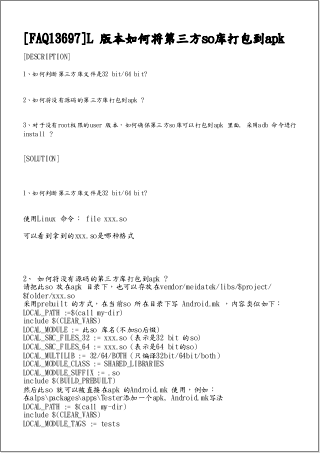 [FAQ13697]L 版本如何将第三方so库打包到apk
[DESCRIPTION]
1、如何判断第三方库文件是32 bit/64 bit?
2、如何将没有源码的第三方库打包到apk ?
3、对于没有root权限的user 版本，如何确保第三方so库可以打包到apk 里面, 采用adb 命令进行
install ?
[SOLUTION]
1、如何判断第三方库文件是32 bit/64 bit?
使用Linux 命令： file xxx.so
可以看到拿到的xxx.so是哪种格式
2、 如何将没有源码的第三方库打包到apk ?
请把此so 放在apk 目录下，也可以存放在vendor/meidatek/libs/$project/
$folder/xxx.so
采用prebuilt 的方式，在当前so 所在目录下写 Android.mk ，内容类似如下：
LOCAL_PATH :=$(call my-dir)
include $(CLEAR_VARS)
LOCAL_MODULE := 此so 库名(不加so后缀)
LOCAL_SRC_FILES_32 := xxx.so (表示是32 bit 的so)
LOCAL_SRC_FILES_64 := xxx.so (表示是64 bit的so)
LOCAL_MULTILIB := 32/64/BOTH (只编译32bit/64bit/both)
LOCAL_MODULE_CLASS := SHARED_LIBRARIES
LOCAL_MODULE_SUFFIX := .so
include $(BUILD_PREBUILT)
然后此so 就可以被直接在apk 的Android.mk 使用，例如：
在alps\packages\apps\Tester添加一个apk，Android.mk写法
LOCAL_PATH := $(call my-dir)
include $(CLEAR_VARS)
LOCAL_MODULE_TAGS := tests